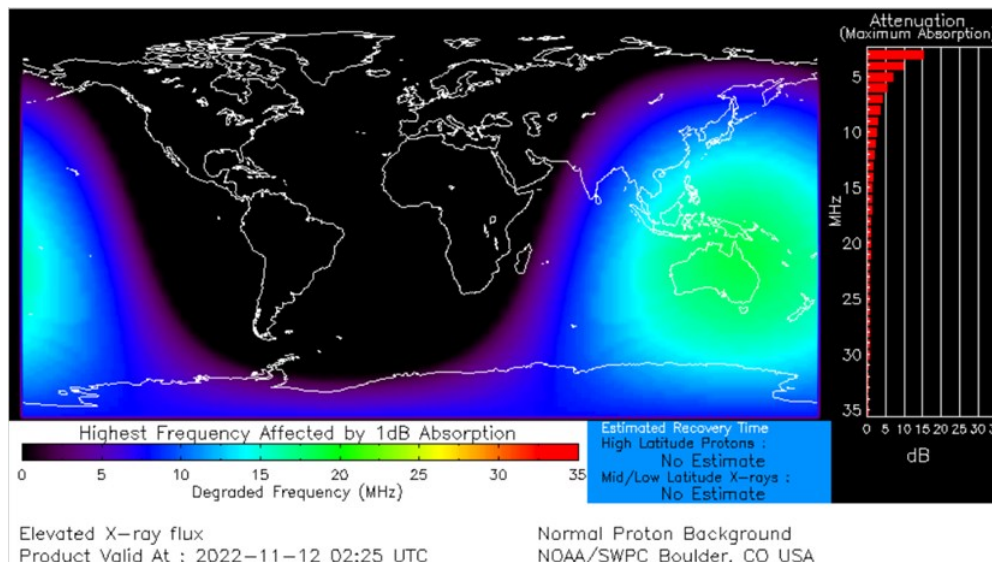 Attenuation
(Maximum Absorption)
5
10
15
20
25
30
35
MHz
0 5 10 15 20 25 30
dB
Highest Frequency Affected by 1dB Absorption
0 5 10 15 20 25 30 35
Degraded Frequency (MHz)
Estimated Recovery Time
High Latitude Protons :
No Estimate
Mid/Low Latitude X-rays :
No Estimate
Elevated X-ray flux
Normal Proton Background
Product Valid At : 2022-11-12 02:25 UTC
NOAA/SWPC Boulder, CO USA